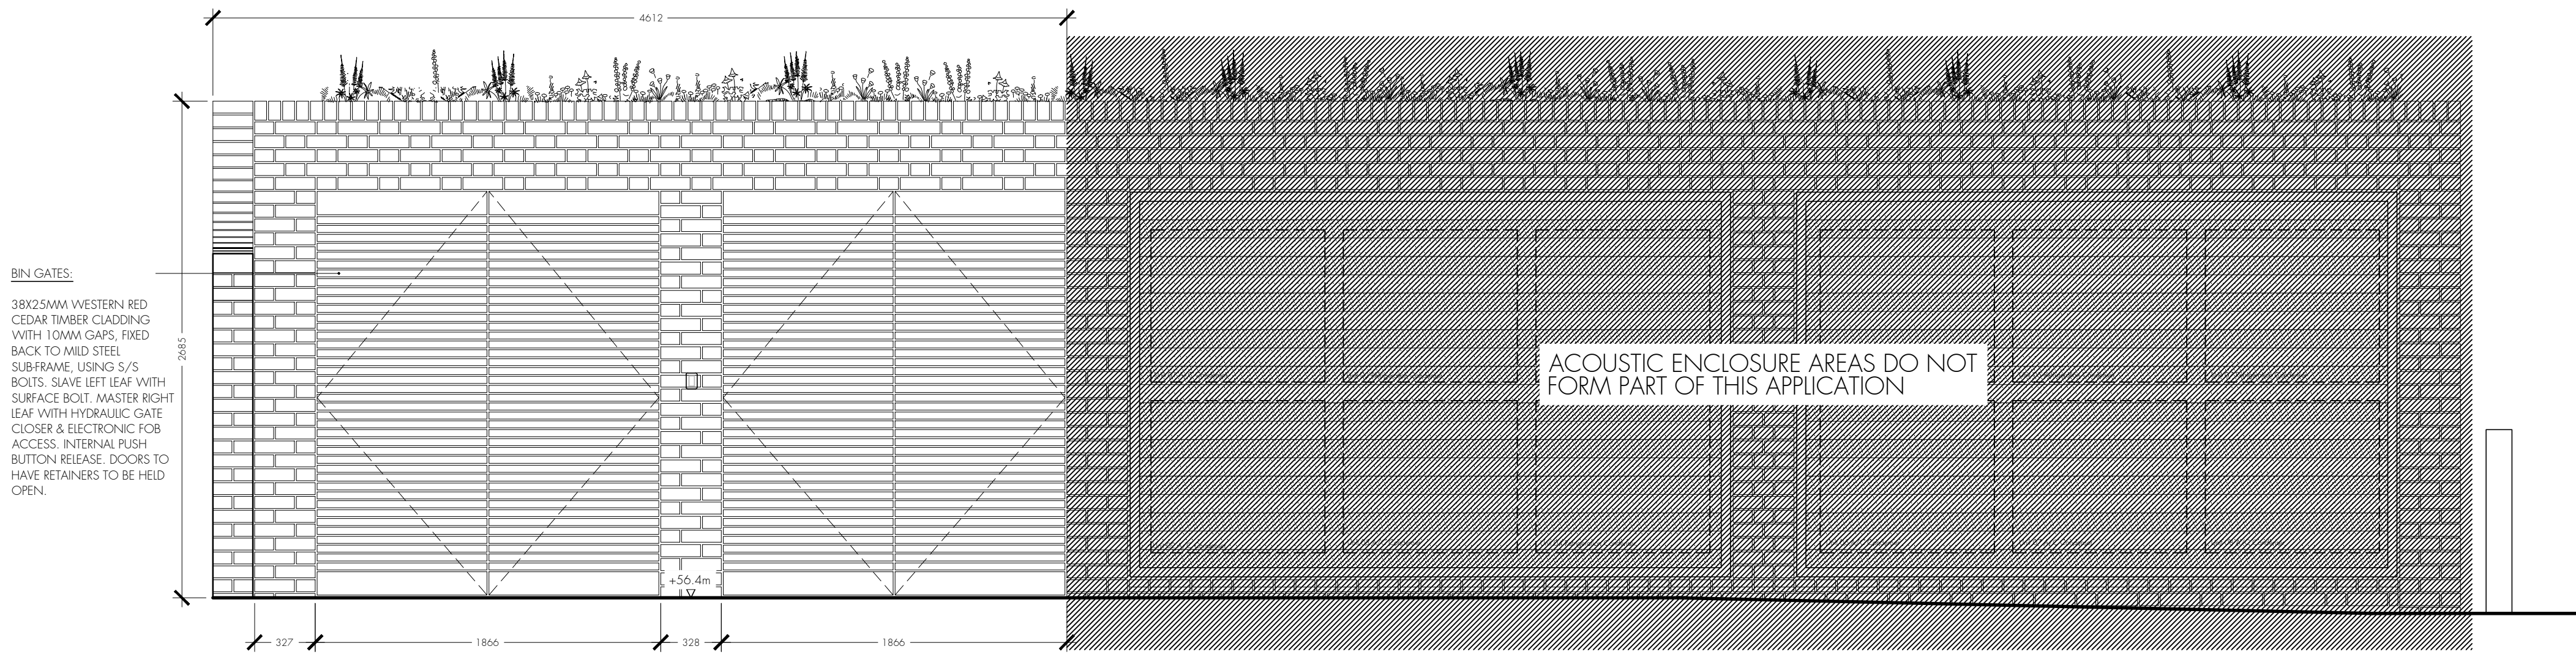 4612
BIN GATES:
38X25MM WESTERN RED
CEDAR TIMBER CLADDING
WITH 10MM GAPS, FIXED
BACK TO MILD STEEL
SUB-FRAME, USING S/S
BOLTS. SLAVE LEFT LEAF WITH
SURFACE BOLT. MASTER RIGHT
LEAF WITH HYDRAULIC GATE
CLOSER & ELECTRONIC FOB
ACCESS. INTERNAL PUSH
BUTTON RELEASE. DOORS TO
HAVE RETAINERS TO BE HELD
OPEN.
2685
ACOUSTIC ENCLOSURE AREAS DO NOT
FORM PART OF THIS APPLICATION
+56.4m
327
1866
328
1866